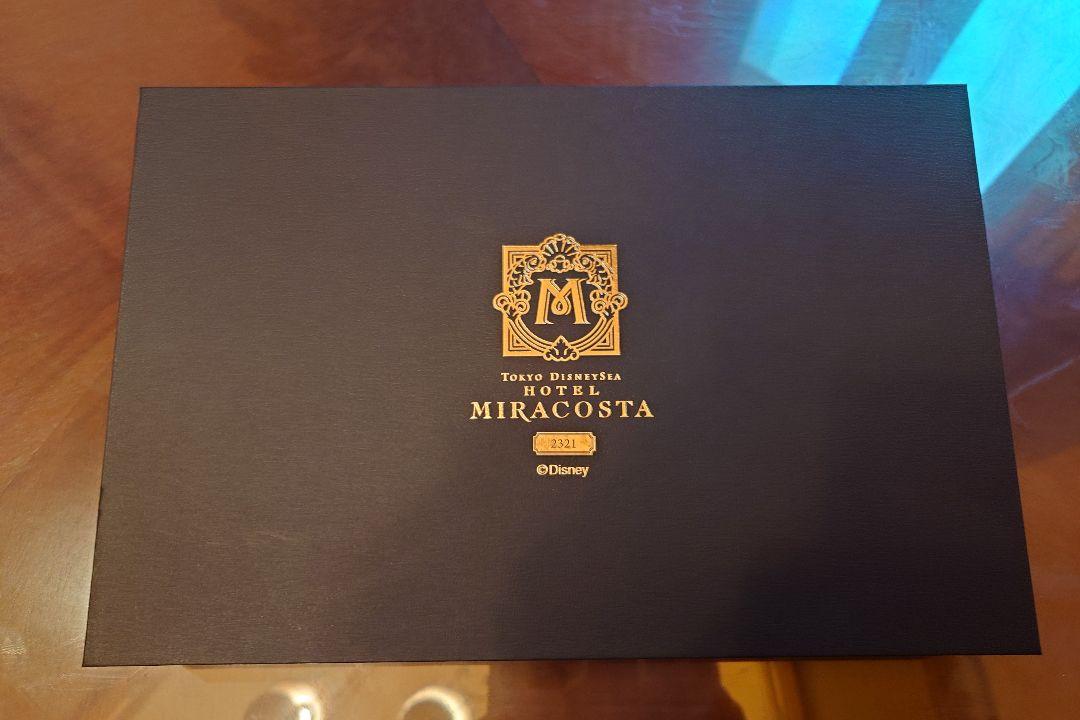 M
TOKYO DISNEYSEA
HOTEL
MIRACOSTA
2321
©Disney